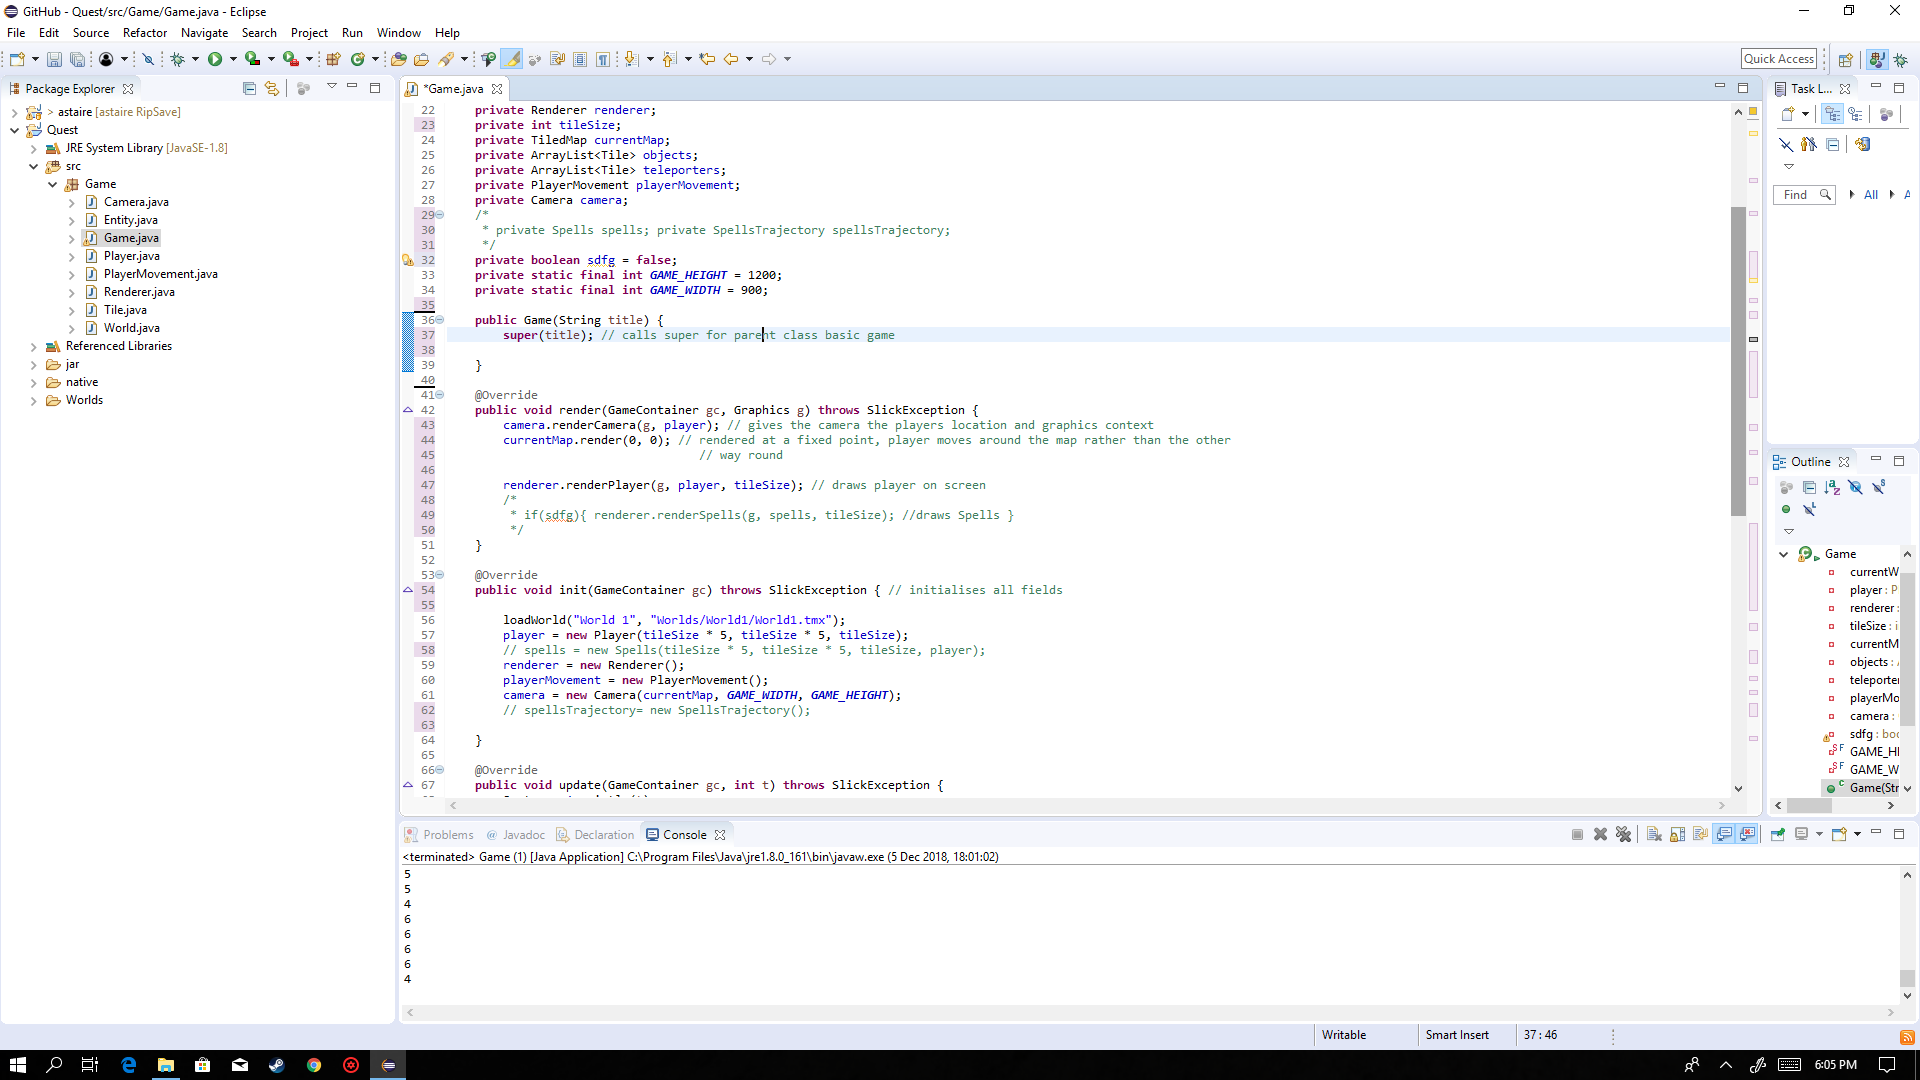 GitHub - Quest/src/Game/Game.java - Eclipse
File Edit Source Refactor Navigate Search Project Run Window Help
Quick Access
Package Explorer
> astaire [astaire RipSave]
Quest
JRE System Library [JavaSE-1.8]
src
Game
Camera.java
Entity.java
Game.java
Player.java
PlayerMovement.java
Renderer.java
Tile.java
World.java
Referenced Libraries
jar
native
Worlds
*Game.java
22 private Renderer renderer;
23 private int tileSize;
24 private TiledMap currentMap;
25 private ArrayList<Tile> objects;
26 private ArrayList<Tile> teleporters;
27 private PlayerMovement playerMovement;
28 private Camera camera;
29 /*
30 * private Spells spells; private SpellsTrajectory spellsTrajectory;
31 */
32 private boolean sdfg = false;
33 private static final int GAME_HEIGHT = 1200;
34 private static final int GAME_WIDTH = 900;
35
36 public Game(String title) {
37 super(title); // calls super for parent class basic game
38
39 }
40
41 @Override
42 public void render(GameContainer gc, Graphics g) throws SlickException {
43 camera.renderCamera(g, player); // gives the camera the players location and graphics context
44 currentMap.render(0, 0); // rendered at a fixed point, player moves around the map rather than the other
45 // way round
46
47 renderer.renderPlayer(g, player, tileSize); // draws player on screen
48 /*
49 * if(sdfg){ renderer.renderSpells(g, spells, tileSize); //draws Spells }
50 */
51 }
52
53 @Override
54 public void init(GameContainer gc) throws SlickException { // initialises all fields
55
56 loadWorld("World 1", "Worlds/World1/World1.tmx");
57 player = new Player(tileSize * 5, tileSize * 5, tileSize);
58 // spells = new Spells(tileSize * 5, tileSize * 5, tileSize, player);
59 renderer = new Renderer();
60 playerMovement = new PlayerMovement();
61 camera = new Camera(currentMap, GAME_WIDTH, GAME_HEIGHT);
62 // spellsTrajectory= new SpellsTrajectory();
63
64 }
65
66 @Override
67 public void update(GameContainer gc, int t) throws SlickException {
Problems @ Javadoc Declaration Console
<terminated> Game (1) [Java Application] C:\Program Files\Java\jre1.8.0_161\bin\javaw.exe (5 Dec 2018, 18:01:02)
5
5
4
6
6
6
6
4
Task L...
Find All A
Outline
Game
currentW
player : P
renderer :
tileSize : i
currentM
objects : 
teleporter
playerMo
camera :
sdfg : boo
GAME_HE
GAME_W
Game(Str
Writable Smart Insert 37 : 46
6:05 PM